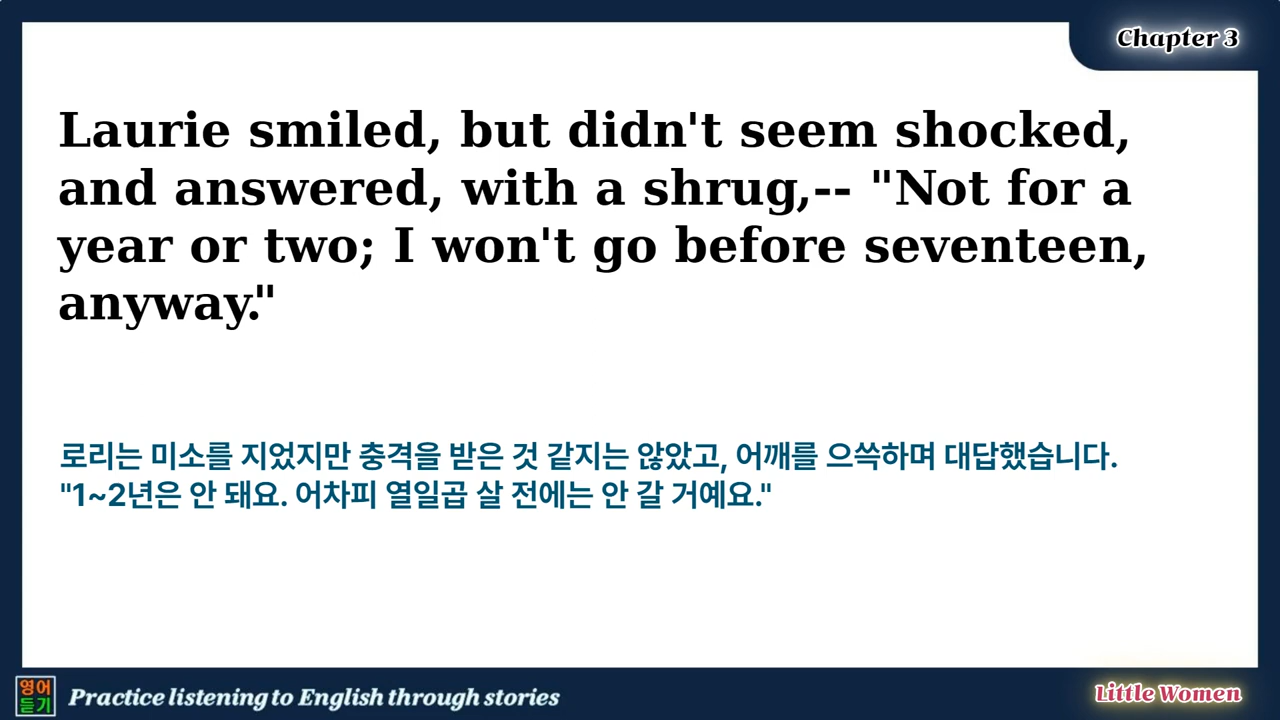 Chapter 3
Laurie smiled, but didn't seem shocked,
and answered, with a shrug,-- "Not for a
year or two; I won't go before seventeen,
anyway."
로리는 미소를 지었지만 충격을 받은 것 같지는 않았고, 어깨를 으쓱하며 대답했습니다.
"1~2년은 안 돼요. 어차피 열일곱 살 전에는 안 갈 거예요."
영어
듣기
Practice listening to English through stories
Little Women